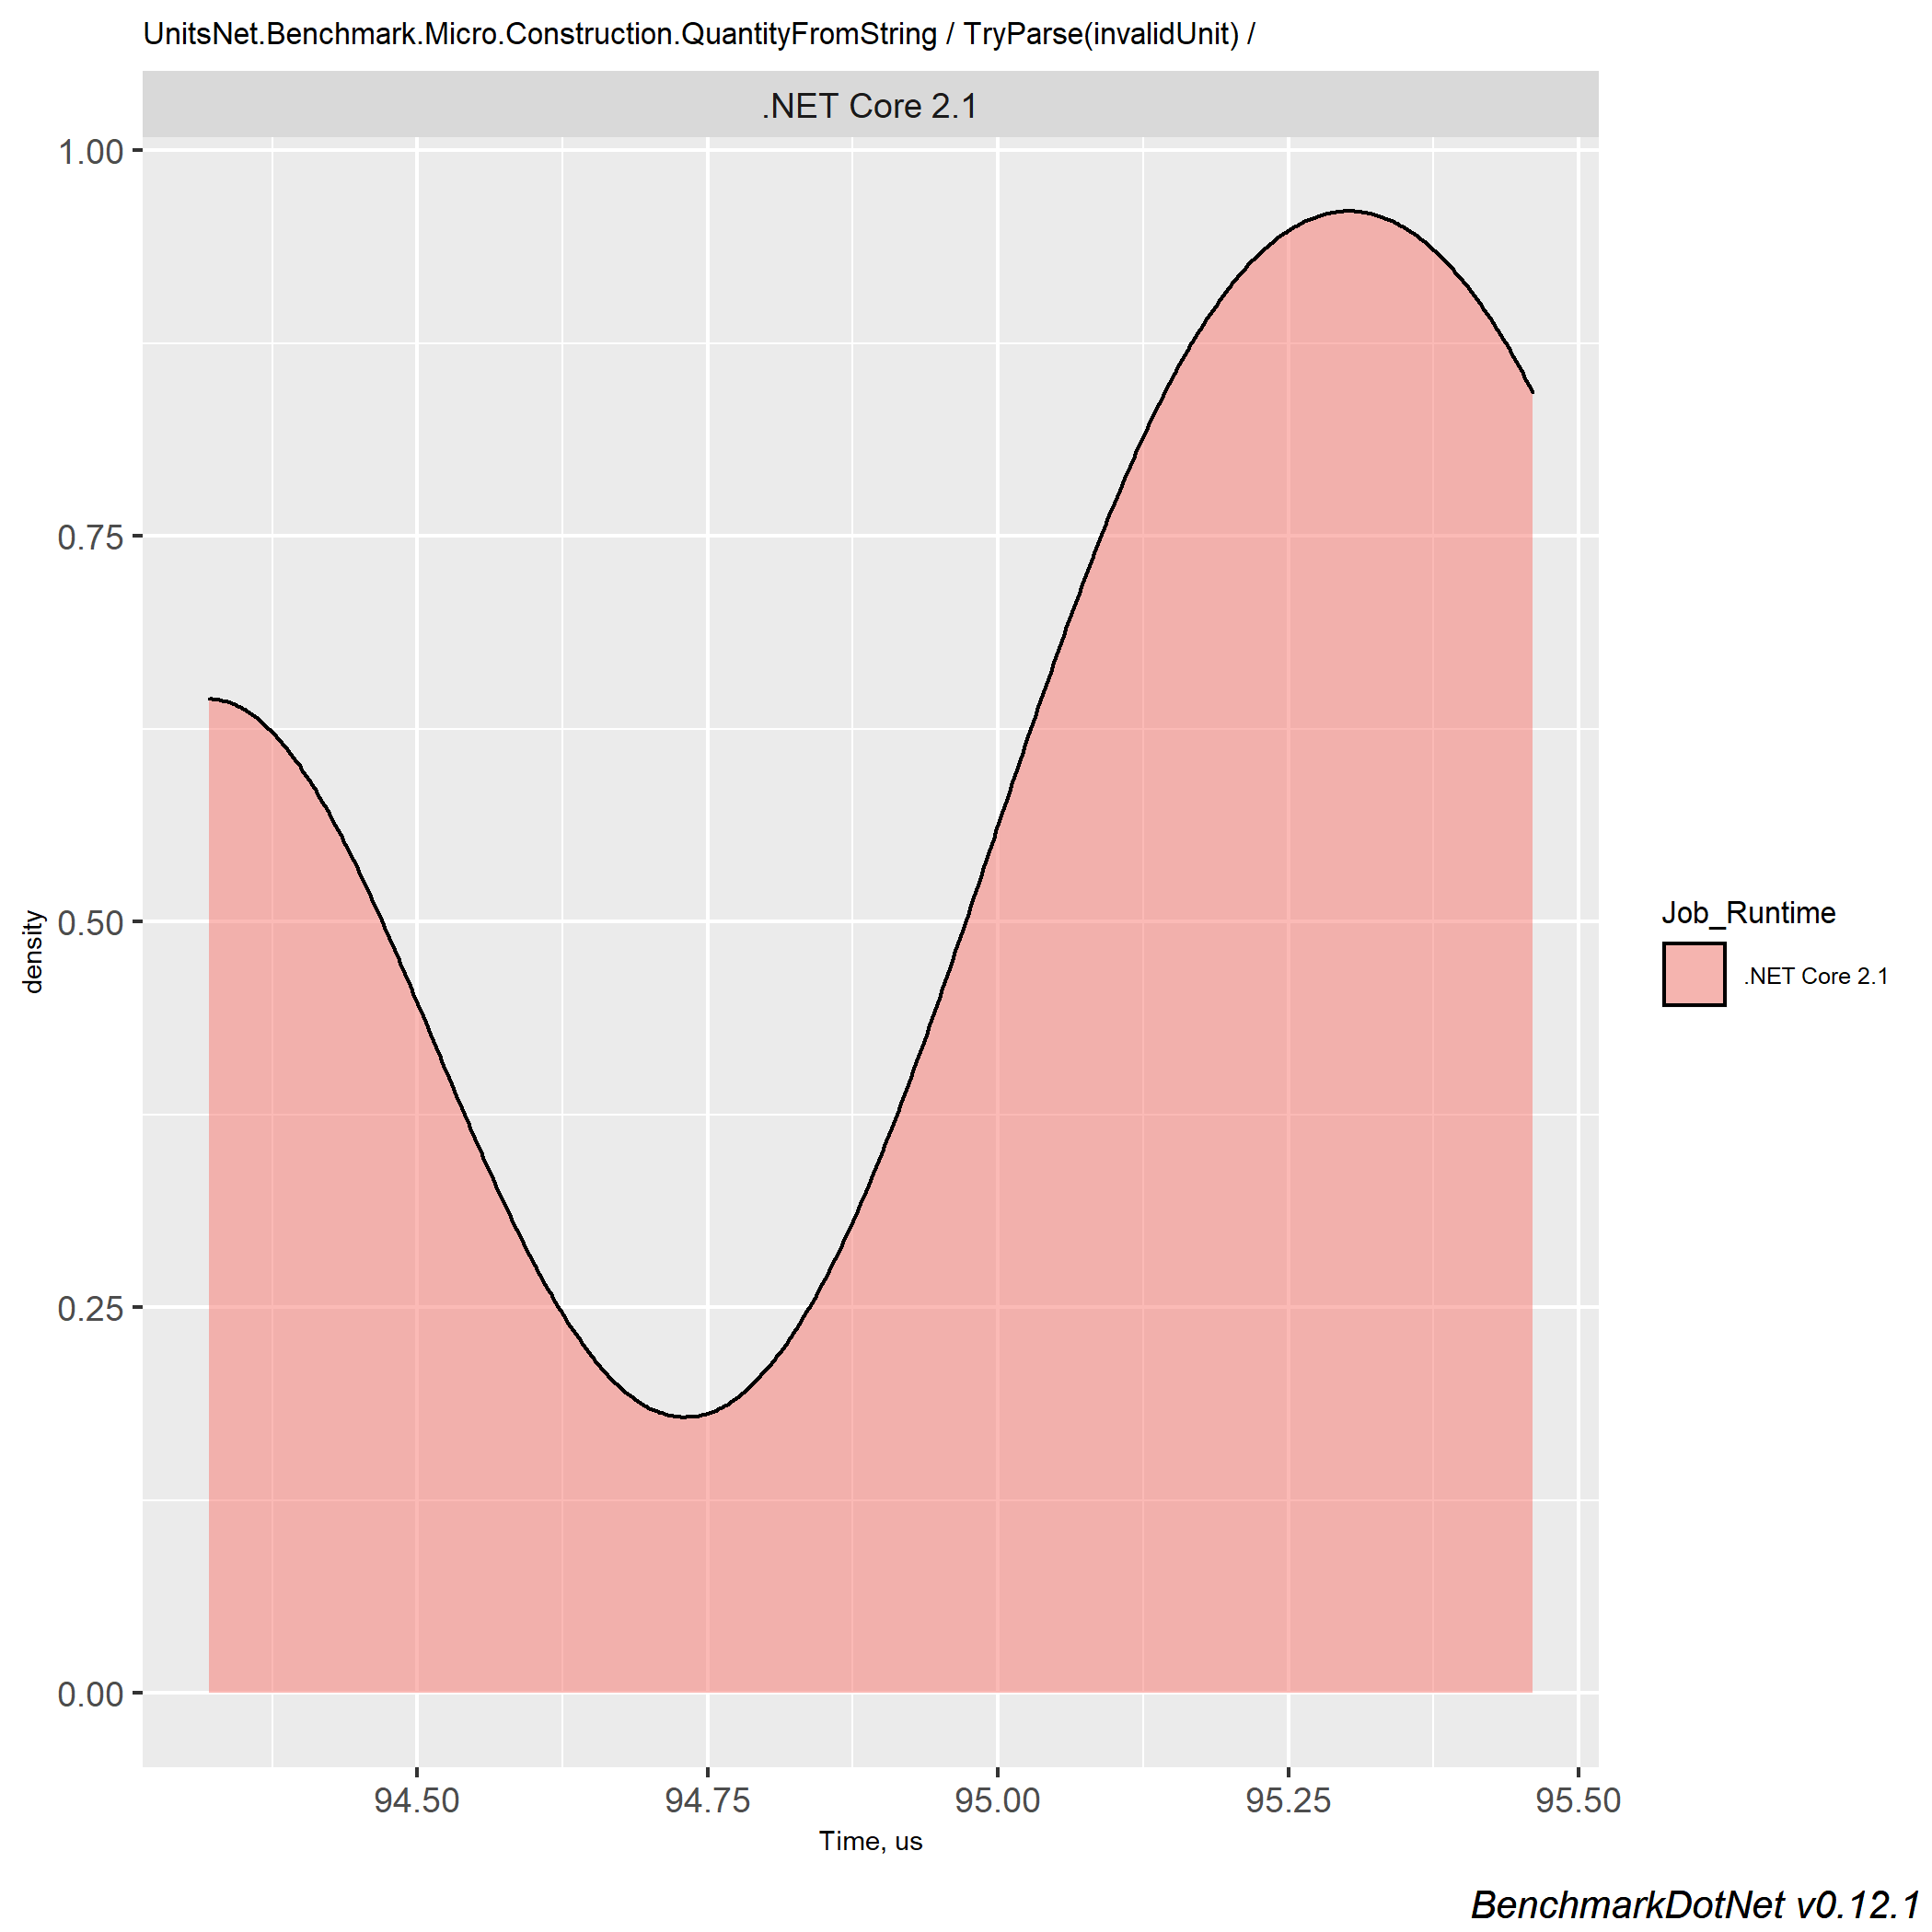 UnitsNet.Benchmark.Micro.Construction.QuantityFromString / TryParse(invalidUnit) /
.NET Core 2.1
1.00
0.75
0.50
0.25
0.00
density
94.50 94.75 95.00 95.25 95.50
Time, us
Job_Runtime
.NET Core 2.1
BenchmarkDotNet v0.12.1